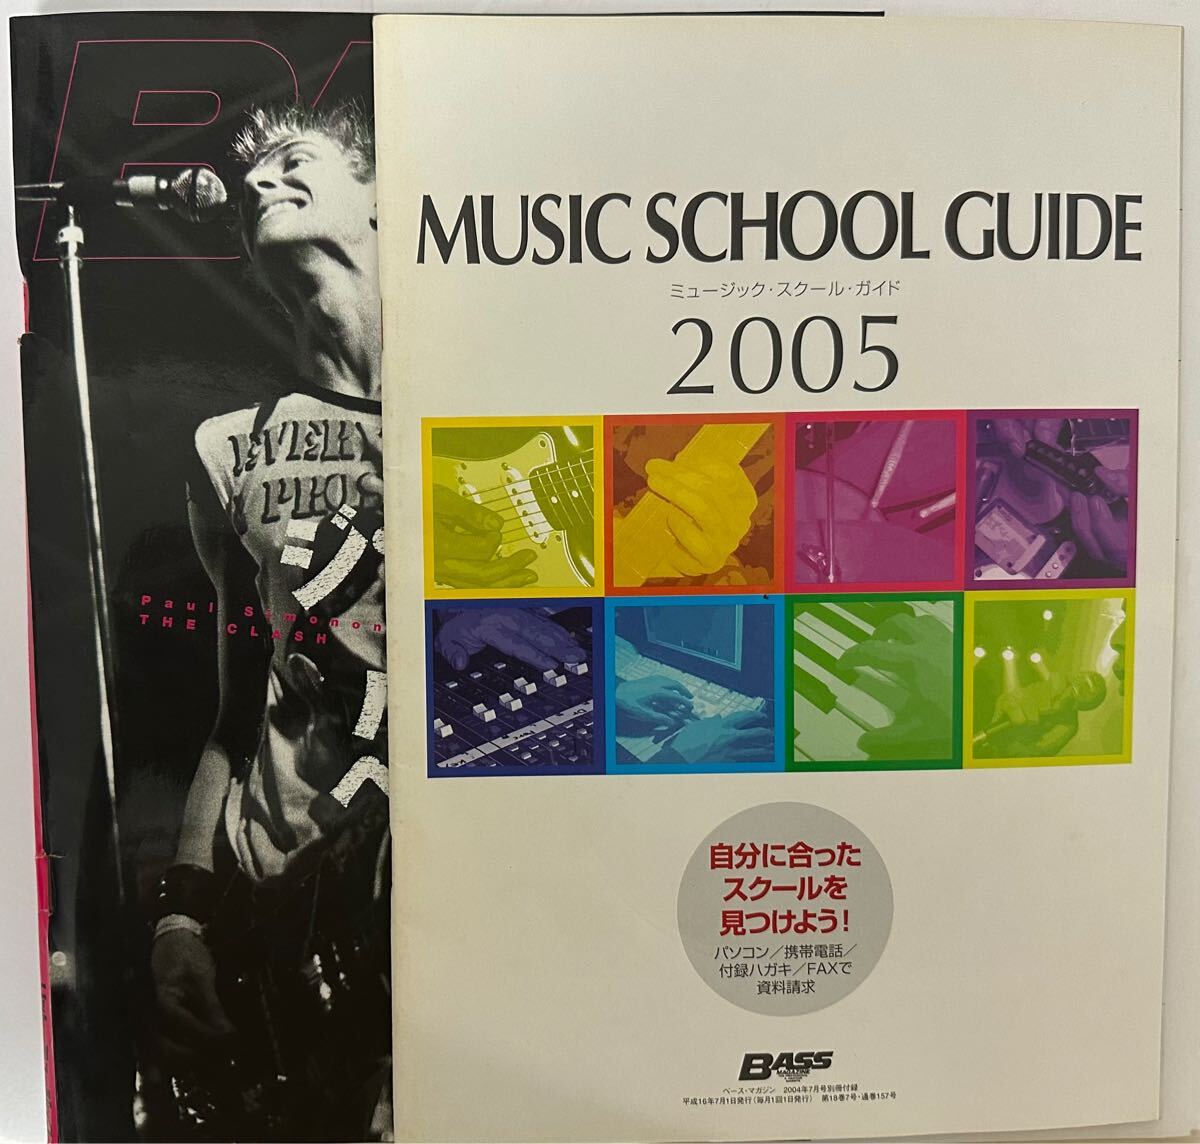 MUSIC SCHOOL GUIDE
ミュージック・スクール・ガイド
2005
自分に合った
スクールを
見つけよう!
パソコン/携帯電話/
付録ハガキ/FAXで
資料請求
BASS
MAGAZINE
ベース・マガジン 2004年7月号別冊付録
平成16年7月1日発行(毎月1回1日発行) 第18巻7号・通巻157号
Paul Simonon
THE CLASH